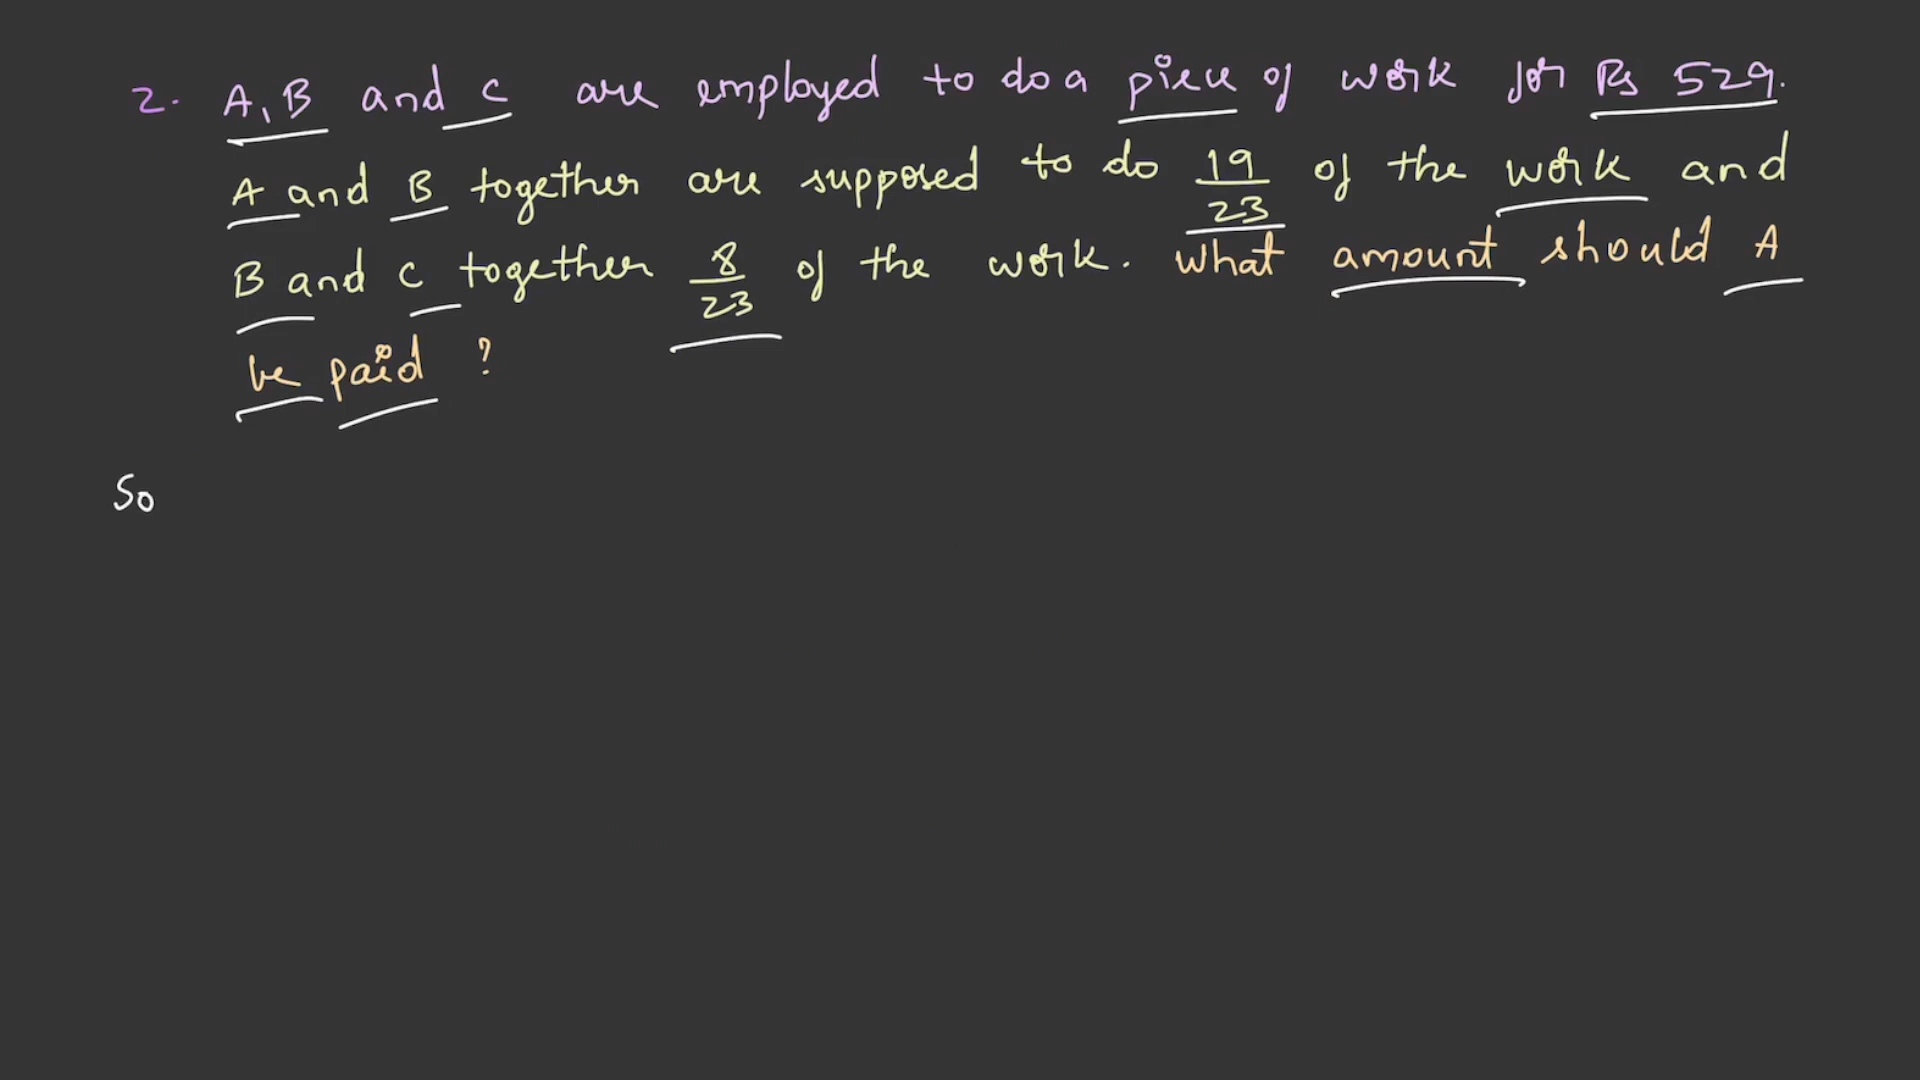 2. A, B and C are employed to do a piece of work for Rs 529.
A and B together are supposed to do 19/23 of the work and
B and C together 8/23 of the work. What amount should A
be paid ?
So